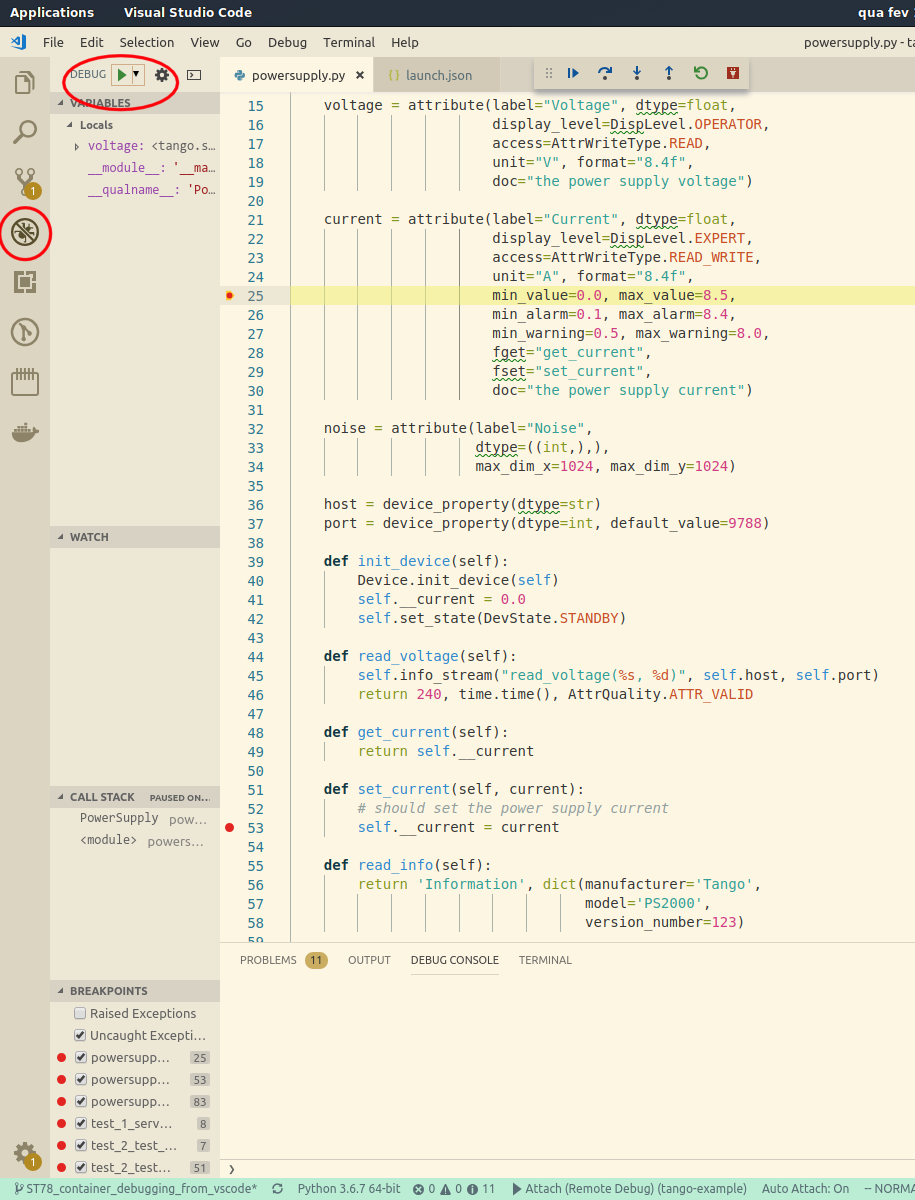 Applications Visual Studio Code qua fev
File Edit Selection View Go Debug Terminal Help powersupply.py - ta
DEBUG
powersupply.py × launch.json
VARIABLES
Locals
voltage: <tango.s...
__module__: '__ma...
__qualname__: 'Po...
WATCH
CALL STACK PAUSED ON...
PowerSupply pow...
<module> powers...
BREAKPOINTS
Raised Exceptions
Uncaught Excepti...
powersupp... 25
powersupp... 53
powersupp... 83
test_1_serv... 8
test_2_test_... 7
test_2_test... 51
1
1
15 voltage = attribute(label="Voltage", dtype=float,
16 display_level=DispLevel.OPERATOR,
17 access=AttrWriteType.READ,
18 unit="V", format="8.4f",
19 doc="the power supply voltage")
20
21 current = attribute(label="Current", dtype=float,
22 display_level=DispLevel.EXPERT,
23 access=AttrWriteType.READ_WRITE,
24 unit="A", format="8.4f",
25 min_value=0.0, max_value=8.5,
26 min_alarm=0.1, max_alarm=8.4,
27 min_warning=0.5, max_warning=8.0,
28 fget="get_current",
29 fset="set_current",
30 doc="the power supply current")
31
32 noise = attribute(label="Noise",
33 dtype=((int,),),
34 max_dim_x=1024, max_dim_y=1024)
35
36 host = device_property(dtype=str)
37 port = device_property(dtype=int, default_value=9788)
38
39 def init_device(self):
40 Device.init_device(self)
41 self.__current = 0.0
42 self.set_state(DevState.STANDBY)
43
44 def read_voltage(self):
45 self.info_stream("read_voltage(%s, %d)", self.host, self.port)
46 return 240, time.time(), AttrQuality.ATTR_VALID
47
48 def get_current(self):
49 return self.__current
50
51 def set_current(self, current):
52 # should set the power supply current
53 self.__current = current
54
55 def read_info(self):
56 return 'Information', dict(manufacturer='Tango',
57 model='PS2000',
58 version_number=123)
59
PROBLEMS 11 OUTPUT DEBUG CONSOLE TERMINAL
❯
ST78_container_debugging_from_vscode* Python 3.6.7 64-bit 0 0 11 Attach (Remote Debug) (tango-example) Auto Attach: On -- NORMA